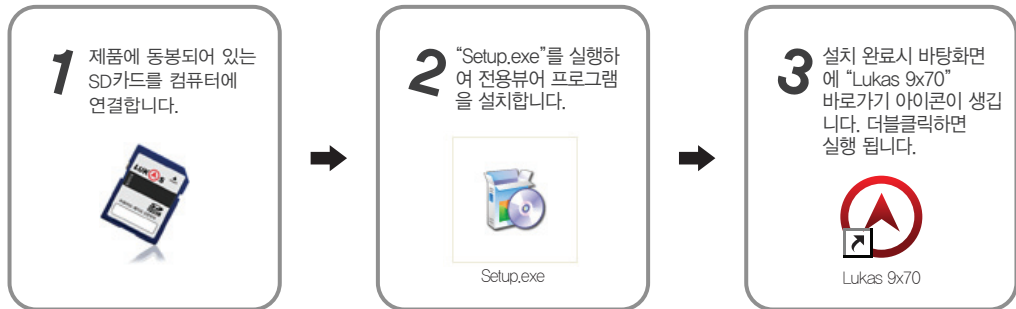 1
제품에 동봉되어 있는
SD카드를 컴퓨터에
연결합니다.
LUKAS
2
“Setup.exe”를 실행하
여 전용뷰어 프로그램
을 설치합니다.
Setup.exe
3
설치 완료시 바탕화면
에 “Lukas 9x70”
바로가기 아이콘이 생깁
니다. 더블클릭하면
실행 됩니다.
Lukas 9x70